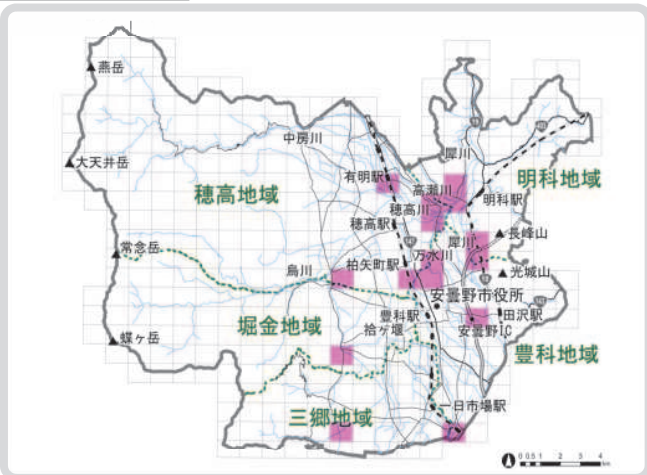 燕岳
中房川
犀川
大天井岳
有明駅
高瀬川
明科地域
穂高地域
穂高川
明科駅
穂高駅
犀川
長峰山
常念岳
万水川
柏矢町駅
光城山
烏川
安曇野市役所
豊科駅
田沢駅
堀金地域
拾ヶ堰
安曇野IC
蝶ヶ岳
豊科地域
一日市場駅
三郷地域
0 0.5 1 2 3 4
km